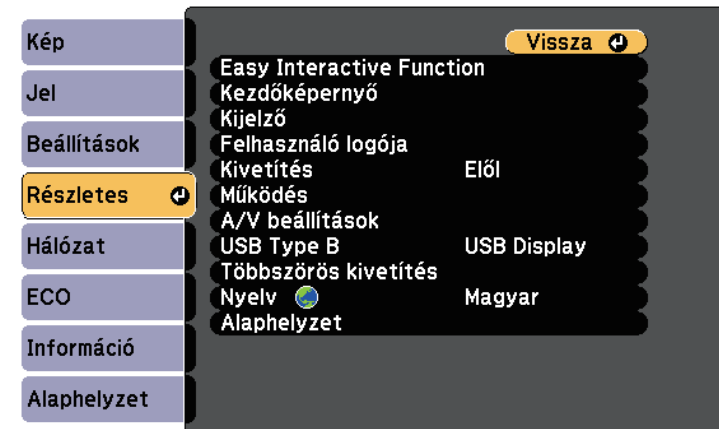 Kép
Jel
Beállítások
Részletes
Hálózat
ECO
Információ
Alaphelyzet
Vissza
Easy Interactive Function
Kezdőképernyő
Kijelző
Felhasználó logója
Kivetítés Elől
Működés
A/V beállítások
USB Type B USB Display
Többszörös kivetítés
Nyelv Magyar
Alaphelyzet